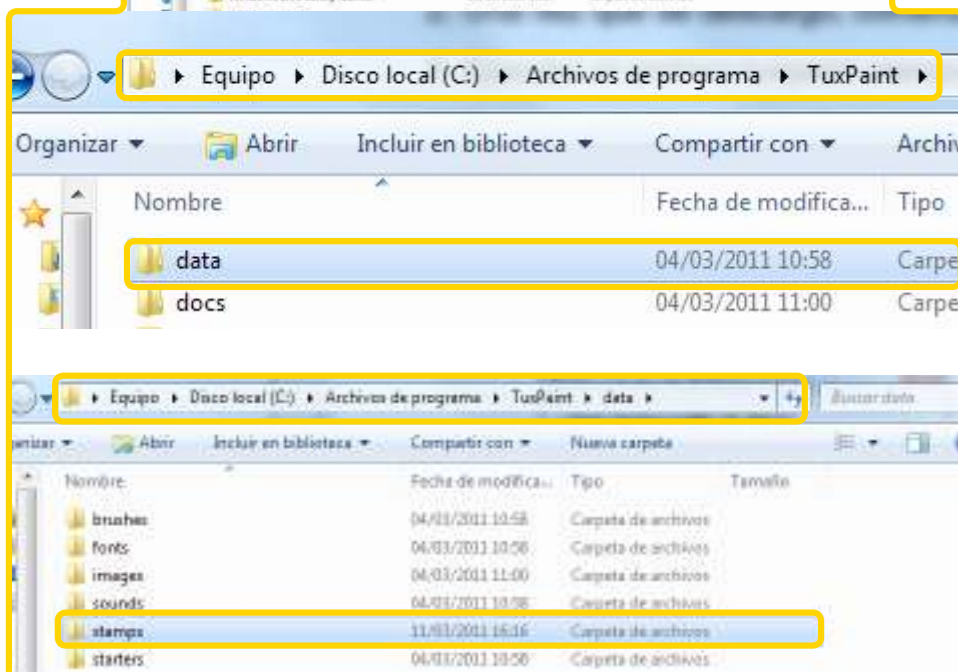 Equipo Disco local (C:) Archivos de programa TuxPaint
Organizar Abrir Incluir en biblioteca Compartir con Archiv
Nombre Fecha de modifica... Tipo
data 04/03/2011 10:58 Carpe
docs 04/03/2011 11:00 Carpe
Equipo Disco local (C:) Archivos de programa TuxPaint data Buscar data
anizar Abrir Incluir en biblioteca Compartir con Nueva carpeta
Nombre Fecha de modifica... Tipo Tamaño
brushes 04/03/2011 10:58 Carpeta de archivos
fonts 04/03/2011 10:58 Carpeta de archivos
images 04/03/2011 11:00 Carpeta de archivos
sounds 04/03/2011 10:58 Carpeta de archivos
stamps 11/03/2011 16:16 Carpeta de archivos
starters 04/03/2011 10:58 Carpeta de archivos